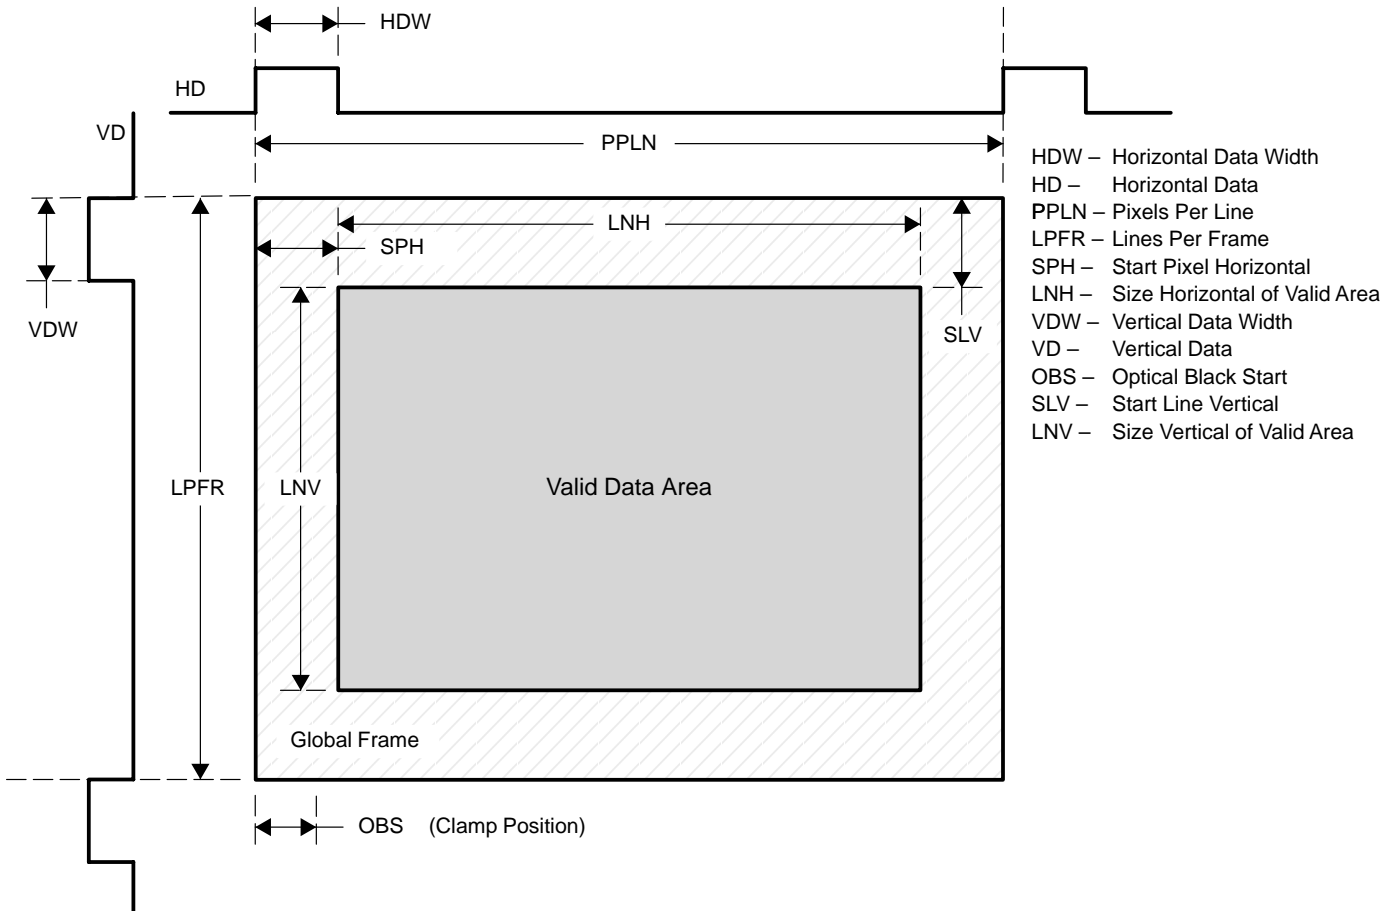 HDW
HD
VD
PPLN
HDW – Horizontal Data Width
HD – Horizontal Data
PPLN – Pixels Per Line
LPFR – Lines Per Frame
SPH – Start Pixel Horizontal
LNH – Size Horizontal of Valid Area
VDW – Vertical Data Width
VD – Vertical Data
OBS – Optical Black Start
SLV – Start Line Vertical
LNV – Size Vertical of Valid Area
LNH
SPH
VDW
SLV
LPFR
LNV
Valid Data Area
Global Frame
OBS (Clamp Position)